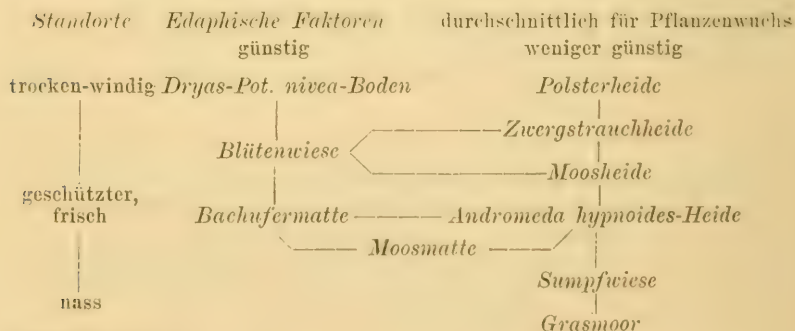 Standorte Edaphische Faktoren durchschnittlich für Pflanzenwuchs
günstig weniger günstig
trocken-windig Dryas-Pot. nivea-Boden Polsterheide
Zwergstrauchheide
Blütenwiese
Moosheide
geschützter,
frisch Bachufermatte Andromeda hypnoides-Heide
Moosmatte
Sumpfwiese
nass
Grasmoor